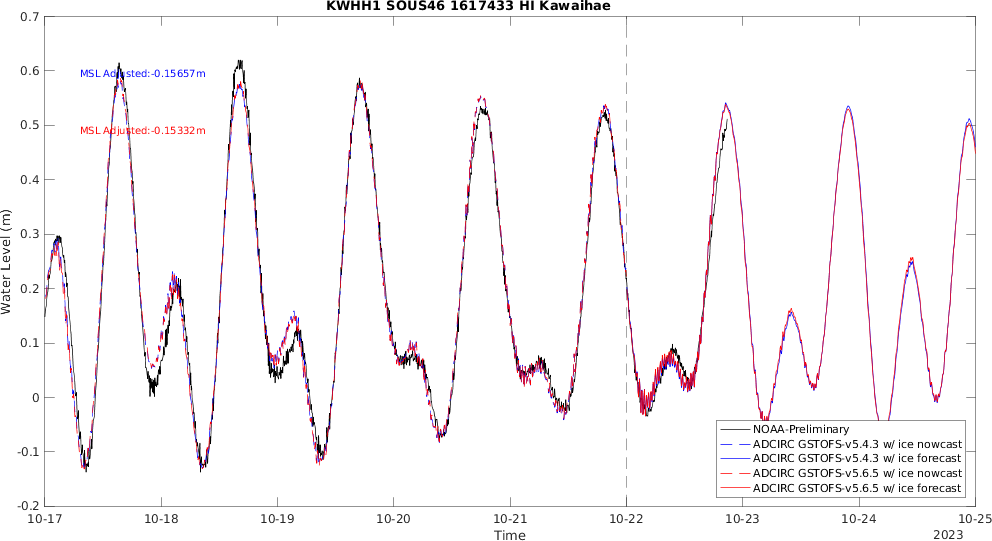 KWHH1 SOUS46 1617433 HI Kawaihae
0.7
0.6
0.5
0.4
0.3
0.2
0.1
0
-0.1
-0.2
Water Level (m)
MSL Adjusted:-0.15657m
MSL Adjusted:-0.15332m
NOAA-Preliminary
ADCIRC GSTOFS-v5.4.3 w/ ice nowcast
ADCIRC GSTOFS-v5.4.3 w/ ice forecast
ADCIRC GSTOFS-v5.6.5 w/ ice nowcast
ADCIRC GSTOFS-v5.6.5 w/ ice forecast
10-17 10-18 10-19 10-20 10-21 10-22 10-23 10-24 10-25
Time
2023